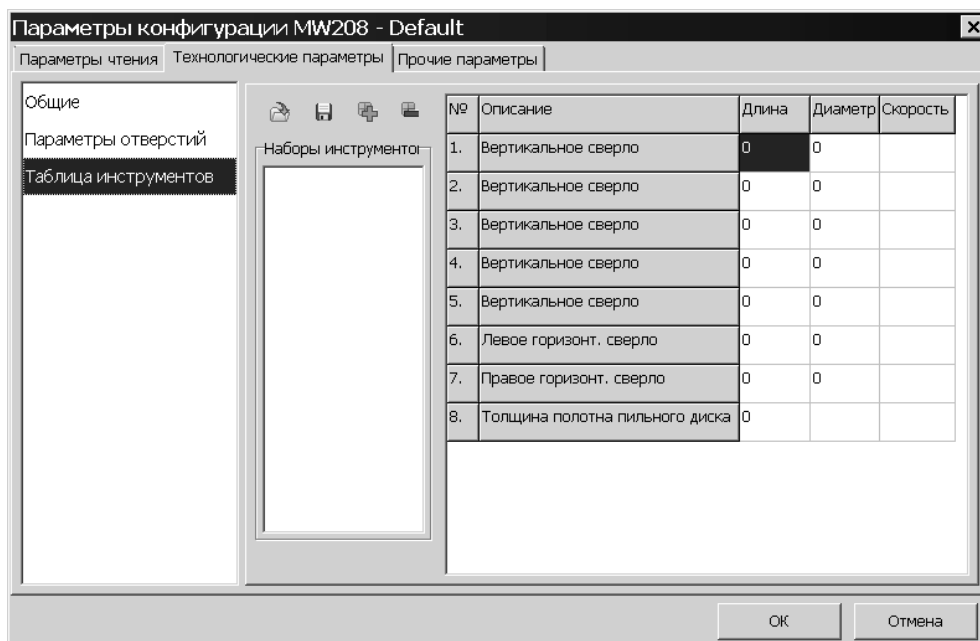 Параметры конфигурации MW208 - Default
Параметры чтения Технологические параметры Прочие параметры
Общие
Параметры отверстий
Таблица инструментов
Наборы инструментов
№ Описание Длина Диаметр Скорость
1. Вертикальное сверло 0 0
2. Вертикальное сверло 0 0
3. Вертикальное сверло 0 0
4. Вертикальное сверло 0 0
5. Вертикальное сверло 0 0
6. Левое горизонт. сверло 0 0
7. Правое горизонт. сверло 0 0
8. Толщина полотна пильного диска 0
ОК Отмена